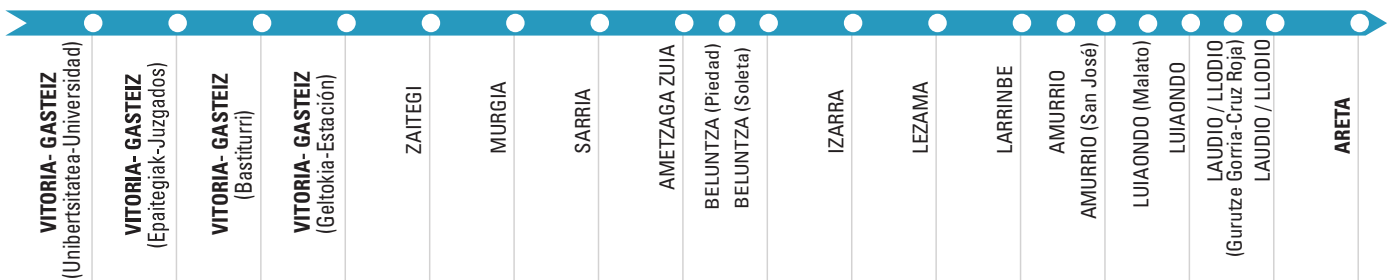 VITORIA- GASTEIZ
(Unibertsitatea-Universidad)
VITORIA- GASTEIZ
(Epaitegiak-Juzgados)
VITORIA- GASTEIZ
(Bastiturri)
VITORIA- GASTEIZ
(Geltokia-Estación)
ZAITEGI
MURGIA
SARRIA
AMETZAGA ZUIA
BELUNTZA (Piedad)
BELUNTZA (Soleta)
IZARRA
LEZAMA
LARRINBE
AMURRIO
AMURRIO (San José)
LUIAONDO (Malato)
LUIAONDO
LAUDIO / LLODIO
(Gurutze Gorria-Cruz Roja)
LAUDIO / LLODIO
ARETA